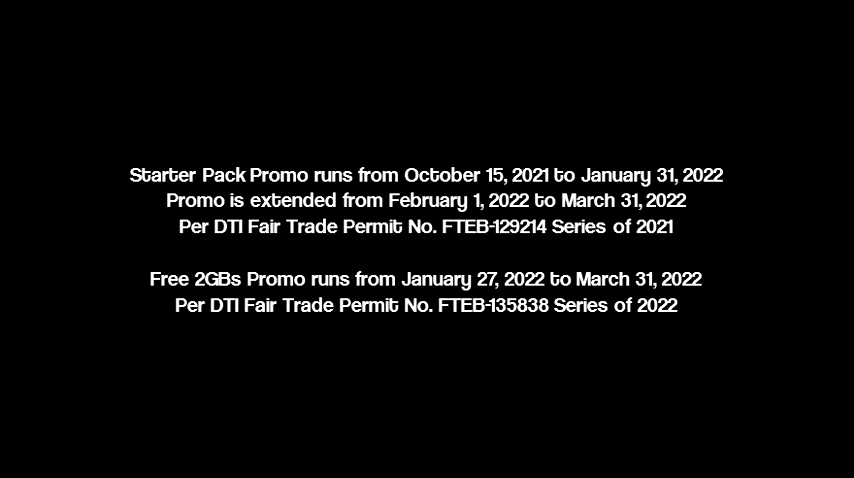 Starter Pack Promo runs from October 15, 2021 to January 31, 2022
Promo is extended from February 1, 2022 to March 31, 2022
Per DTI Fair Trade Permit No. FTEB-129214 Series of 2021
Free 2GBs Promo runs from January 27, 2022 to March 31, 2022
Per DTI Fair Trade Permit No. FTEB-135838 Series of 2022